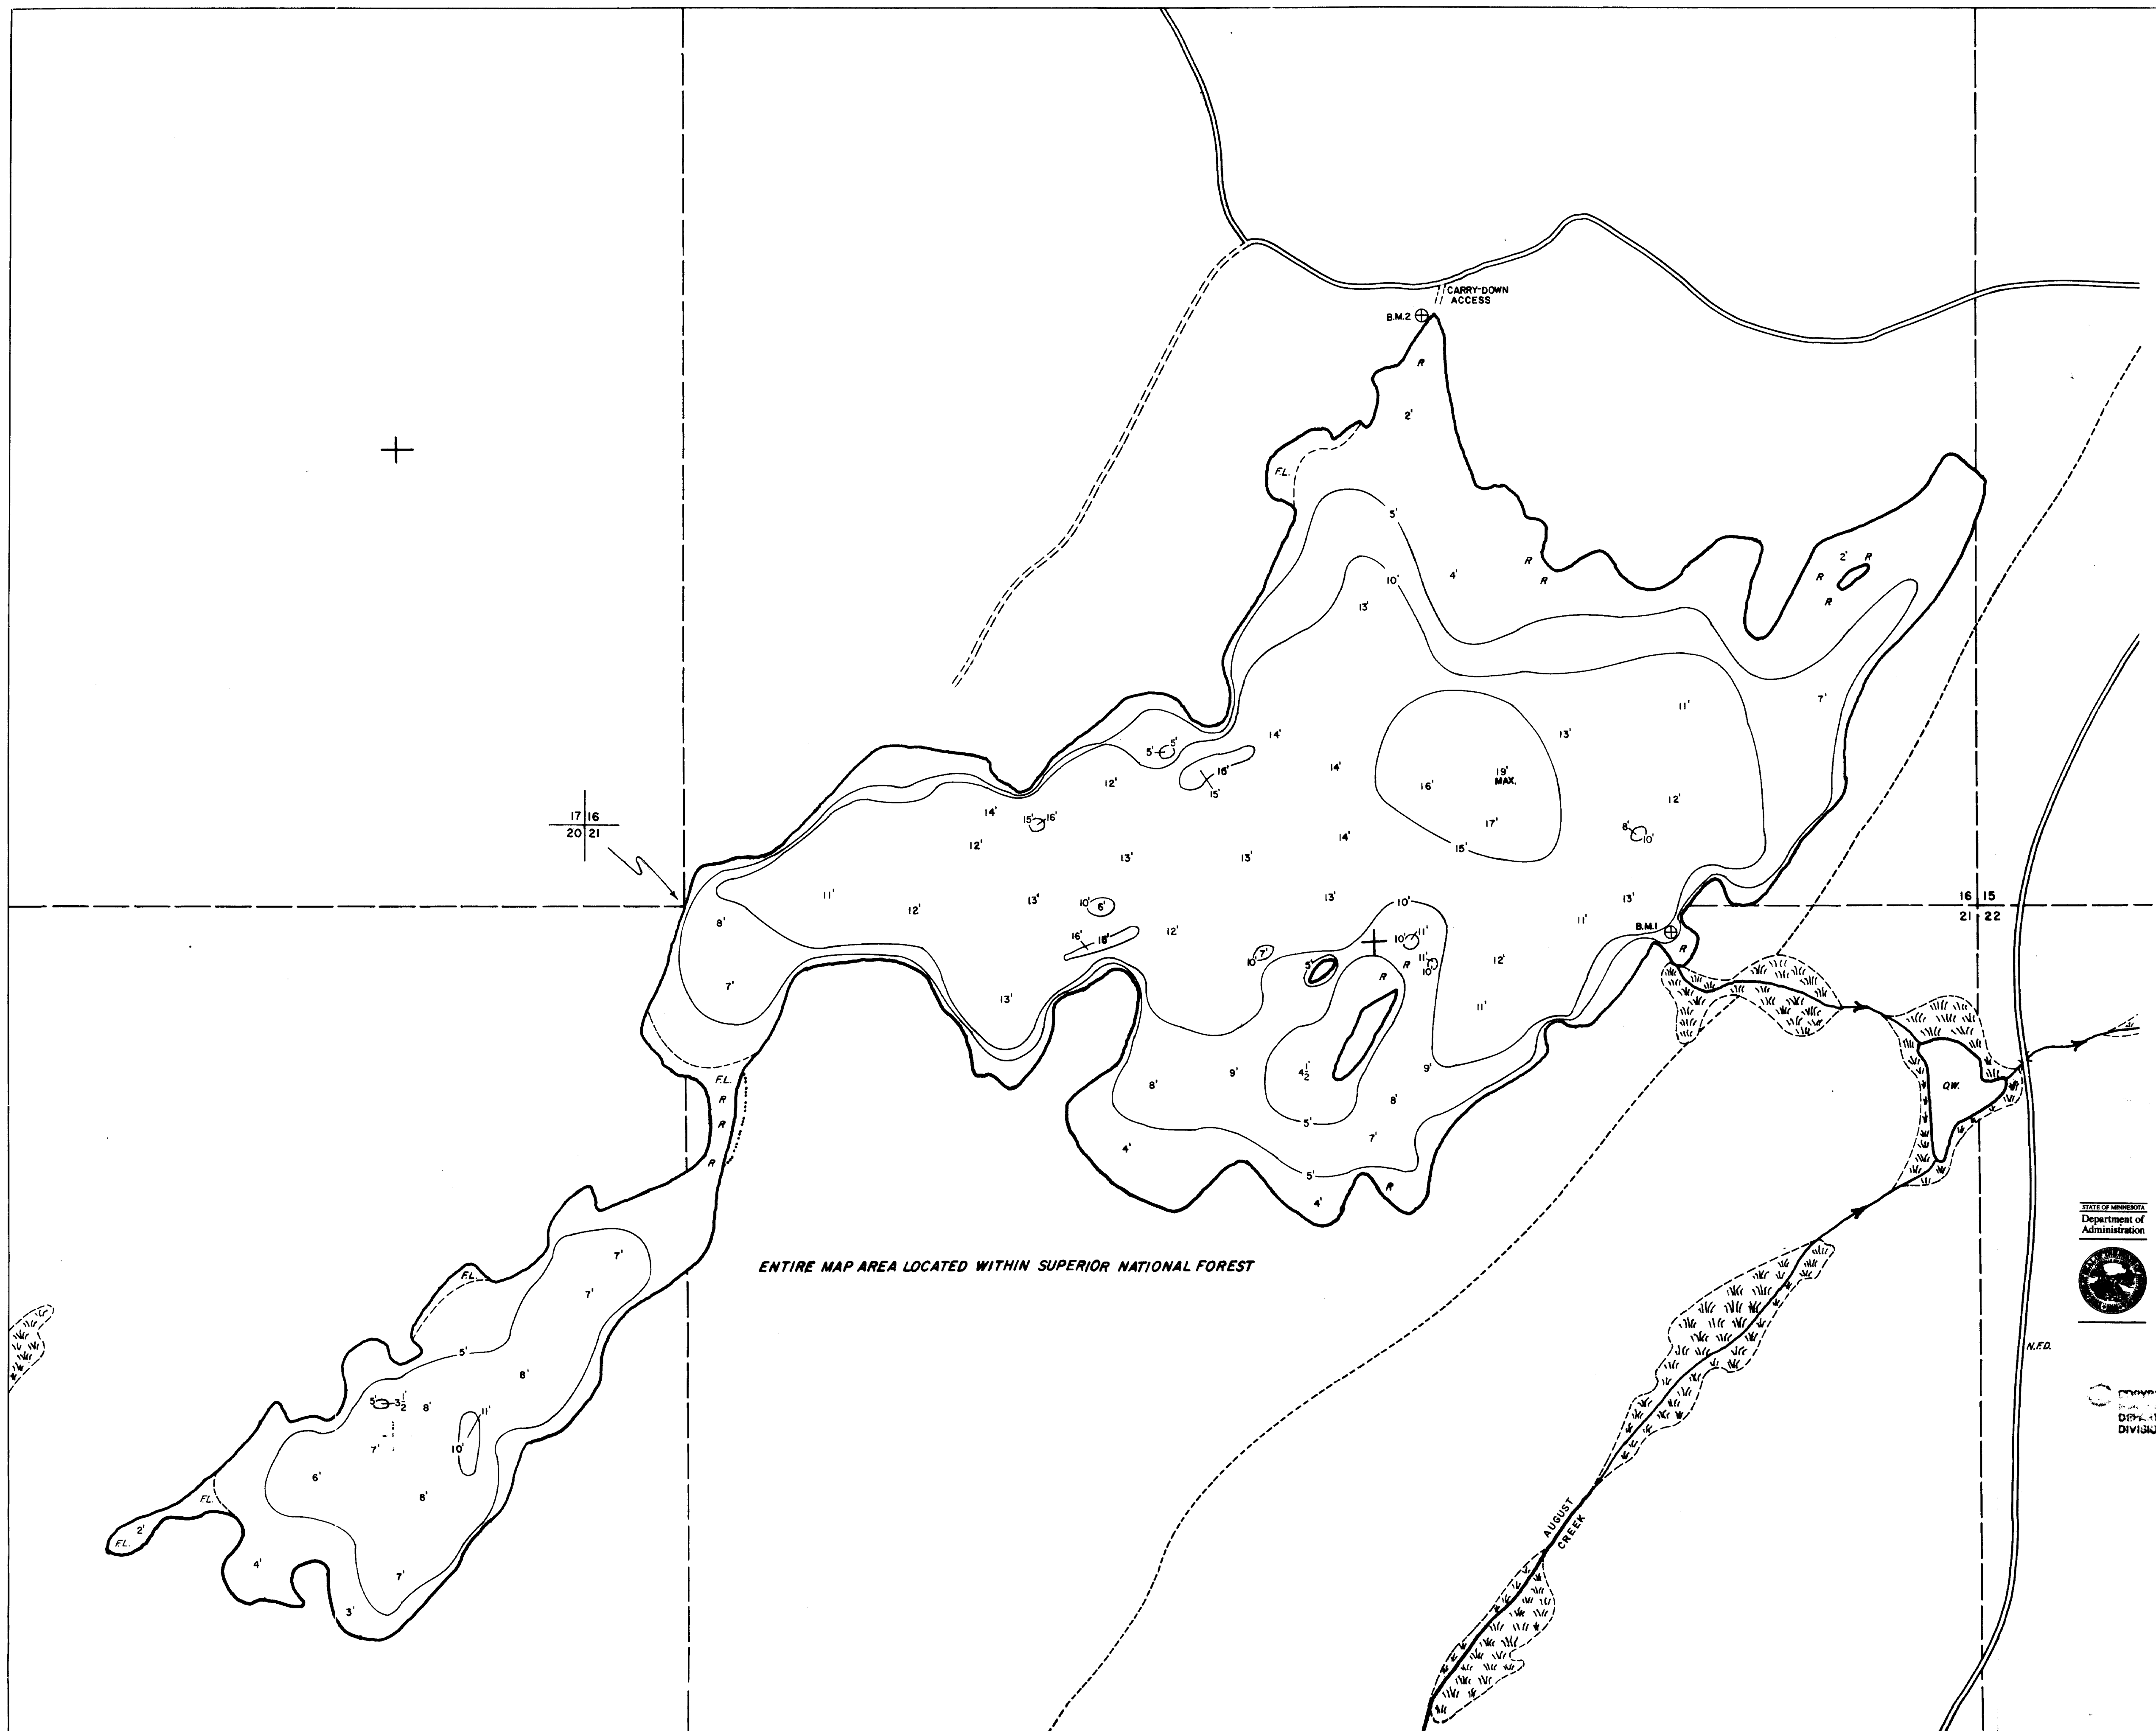 CARRY-DOWN
ACCESS
B.M.2
R
2'
F.L.
5'
R
R
4'
10'
2' R
R
R
13'
7'
11'
14'
13'
5' 5'
16'
15'
14'
19'
MAX.
16'
12'
12'
14'
15' 16'
17 16
20 21
12'
17'
14'
8'
10'
13'
13'
15'
11'
12'
13'
10' 6'
13'
10'
13'
16 15
21 22
8'
16' 15'
12'
11'
B.M.1
10' 11'
R
7'
10'
5'
R
11'
10'
12'
R
7'
13'
11'
F.L.
R
R
R
8'
9'
4½'
9'
8'
5'
7'
4'
5'
R
4'
Q.W.
STATE OF MINNESOTA
Department of
Administration
ENTIRE MAP AREA LOCATED WITHIN SUPERIOR NATIONAL FOREST
7'
F.L.
7'
N.F.D.
5'
8'
5' 3½'
8'
11'
7'
10'
6'
8'
F.L.
2'
F.L.
4'
7'
3'
AUGUST
CREEK